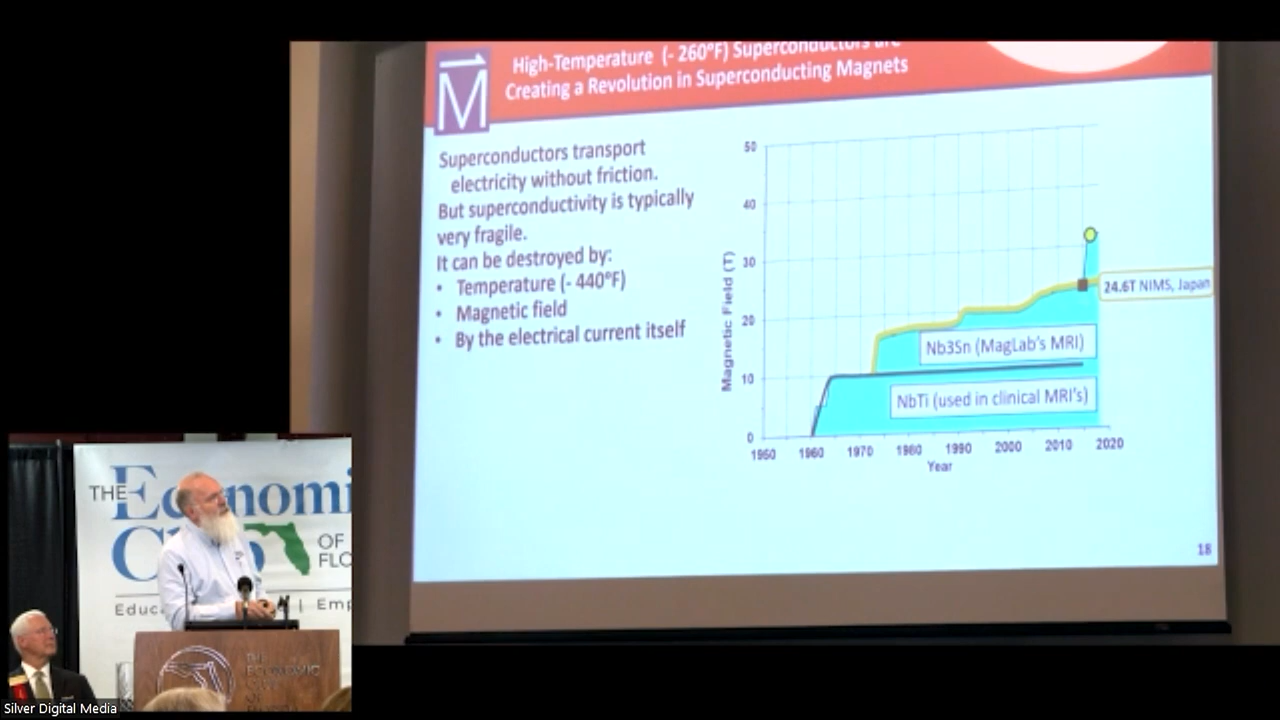 High-Temperature (- 260°F) Superconductors are
Creating a Revolution in Superconducting Magnets
M
Superconductors transport
electricity without friction.
But superconductivity is typically
very fragile.
It can be destroyed by:
• Temperature (- 440°F)
• Magnetic field
• By the electrical current itself
50
40
30
20
10
0
Magnetic Field (T)
24.6T NIMS, Japan
Nb3Sn (MagLab's MRI)
NbTi (used in clinical MRI's)
1950 1960 1970 1980 1990 2000 2010 2020
Year
18
THE Economi
OF
FLO
Educa
| Emp
THE
ECONOMIC
Silver Digital Media